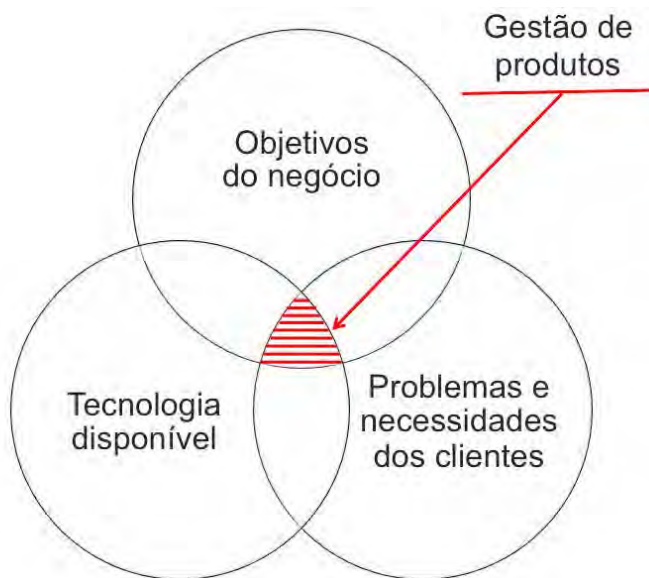 Gestão de
produtos
Objetivos
do negócio
Tecnologia
disponível
Problemas e
necessidades
dos clientes